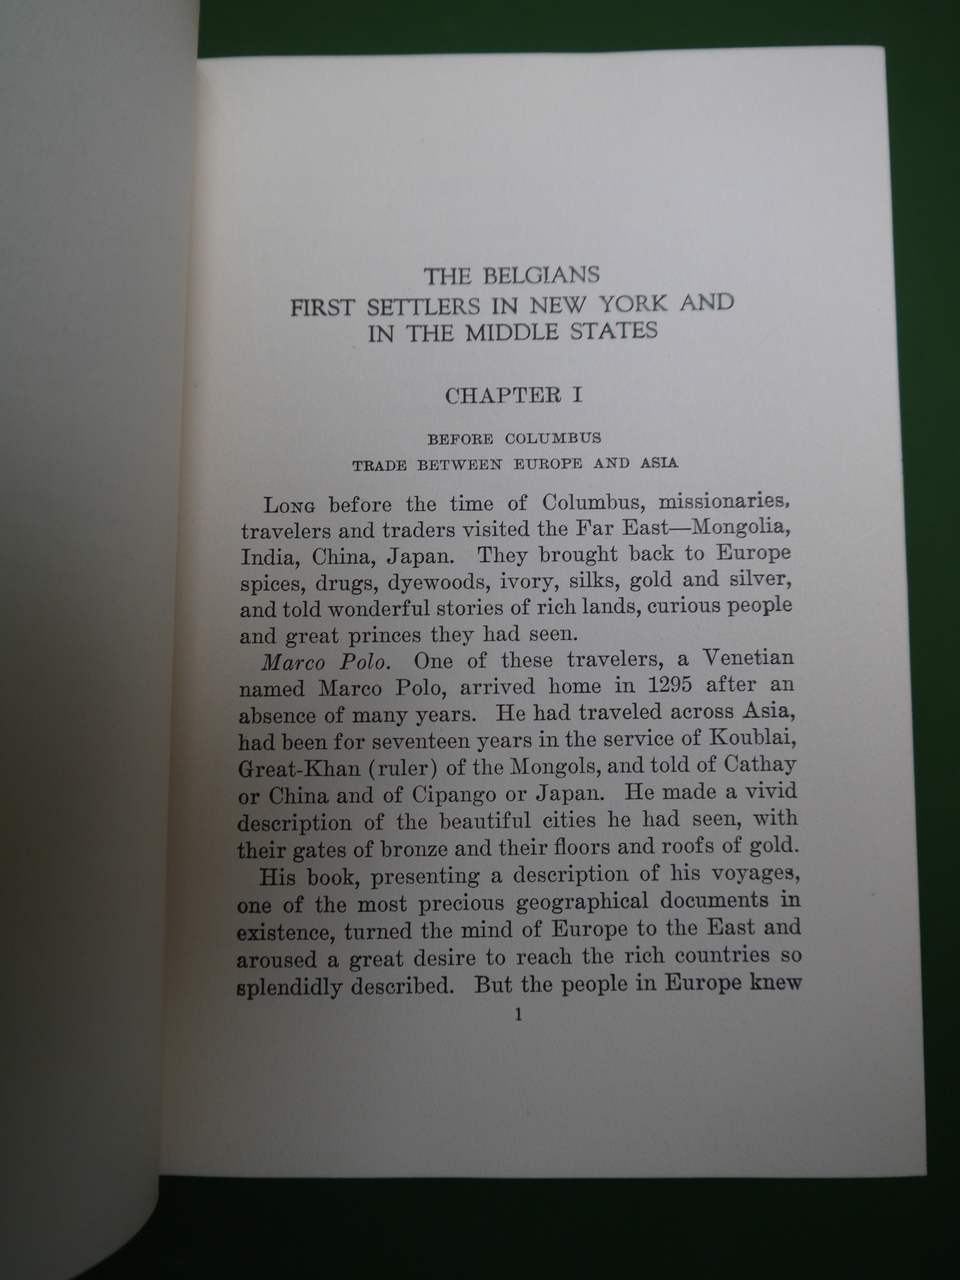 THE BELGIANS
FIRST SETTLERS IN NEW YORK AND
IN THE MIDDLE STATES
CHAPTER I
BEFORE COLUMBUS
TRADE BETWEEN EUROPE AND ASIA
LONG before the time of Columbus, missionaries,
travelers and traders visited the Far East—Mongolia,
India, China, Japan. They brought back to Europe
spices, drugs, dyewoods, ivory, silks, gold and silver,
and told wonderful stories of rich lands, curious people
and great princes they had seen.
Marco Polo. One of these travelers, a Venetian
named Marco Polo, arrived home in 1295 after an
absence of many years. He had traveled across Asia,
had been for seventeen years in the service of Koublai,
Great-Khan (ruler) of the Mongols, and told of Cathay
or China and of Cipango or Japan. He made a vivid
description of the beautiful cities he had seen, with
their gates of bronze and their floors and roofs of gold.
His book, presenting a description of his voyages,
one of the most precious geographical documents in
existence, turned the mind of Europe to the East and
aroused a great desire to reach the rich countries so
splendidly described. But the people in Europe knew
1